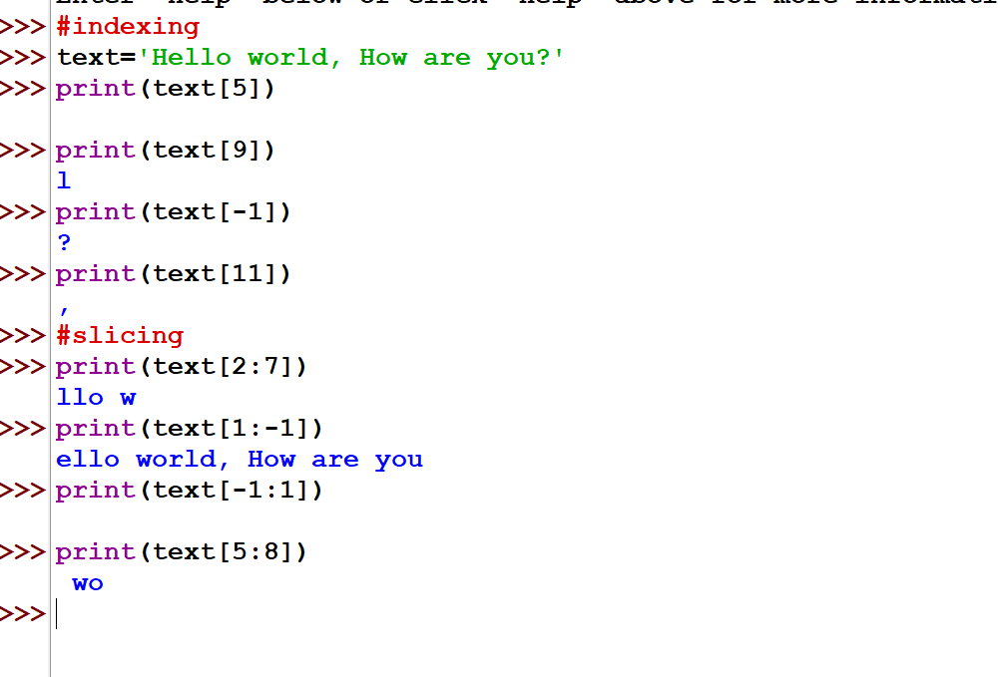 >>> #indexing
>>> text='Hello world, How are you?'
>>> print(text[5])

>>> print(text[9])
l
>>> print(text[-1])
?
>>> print(text[11])
,
>>> #slicing
>>> print(text[2:7])
llo w
>>> print(text[1:-1])
ello world, How are you
>>> print(text[-1:1])

>>> print(text[5:8])
 wo
>>>